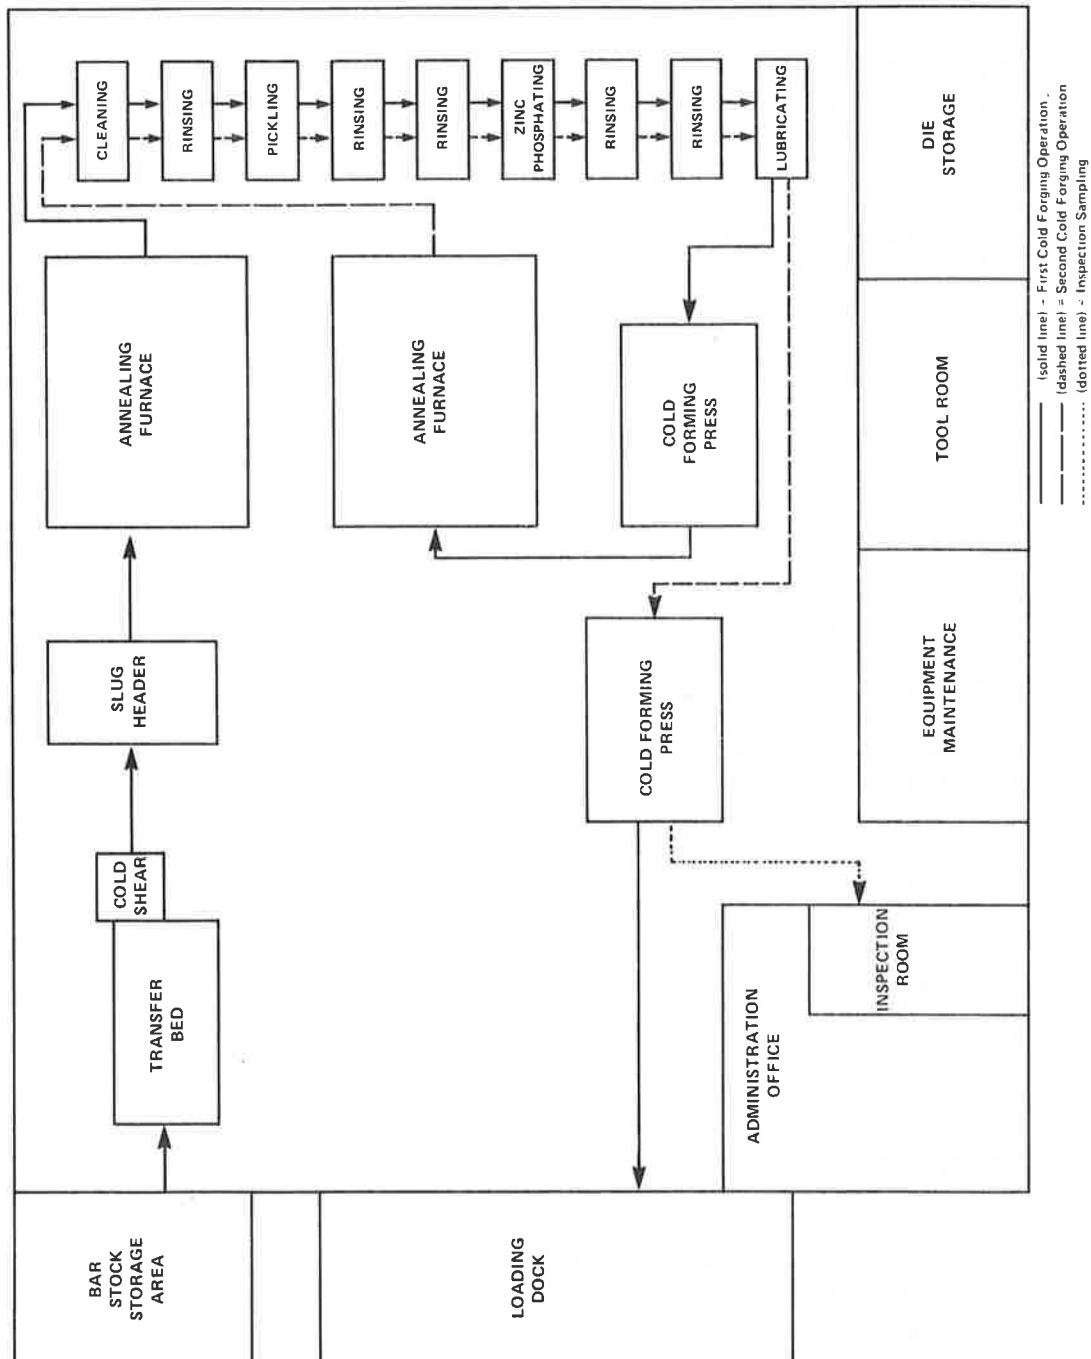 CLEANING
RINSING
PICKLING
RINSING
RINSING
ZINC
PHOSPHATING
RINSING
RINSING
LUBRICATING
ANNEALING
FURNACE
ANNEALING
FURNACE
COLD
FORMING
PRESS
SLUG
HEADER
COLD FORMING
PRESS
COLD
SHEAR
TRANSFER
BED
BAR
STOCK
STORAGE
AREA
LOADING
DOCK
ADMINISTRATION
OFFICE
INSPECTION
ROOM
EQUIPMENT
MAINTENANCE
TOOL ROOM
DIE
STORAGE
(solid line) = First Cold Forging Operation
(dashed line) = Second Cold Forging Operation
(dotted line) = Inspection Sampling